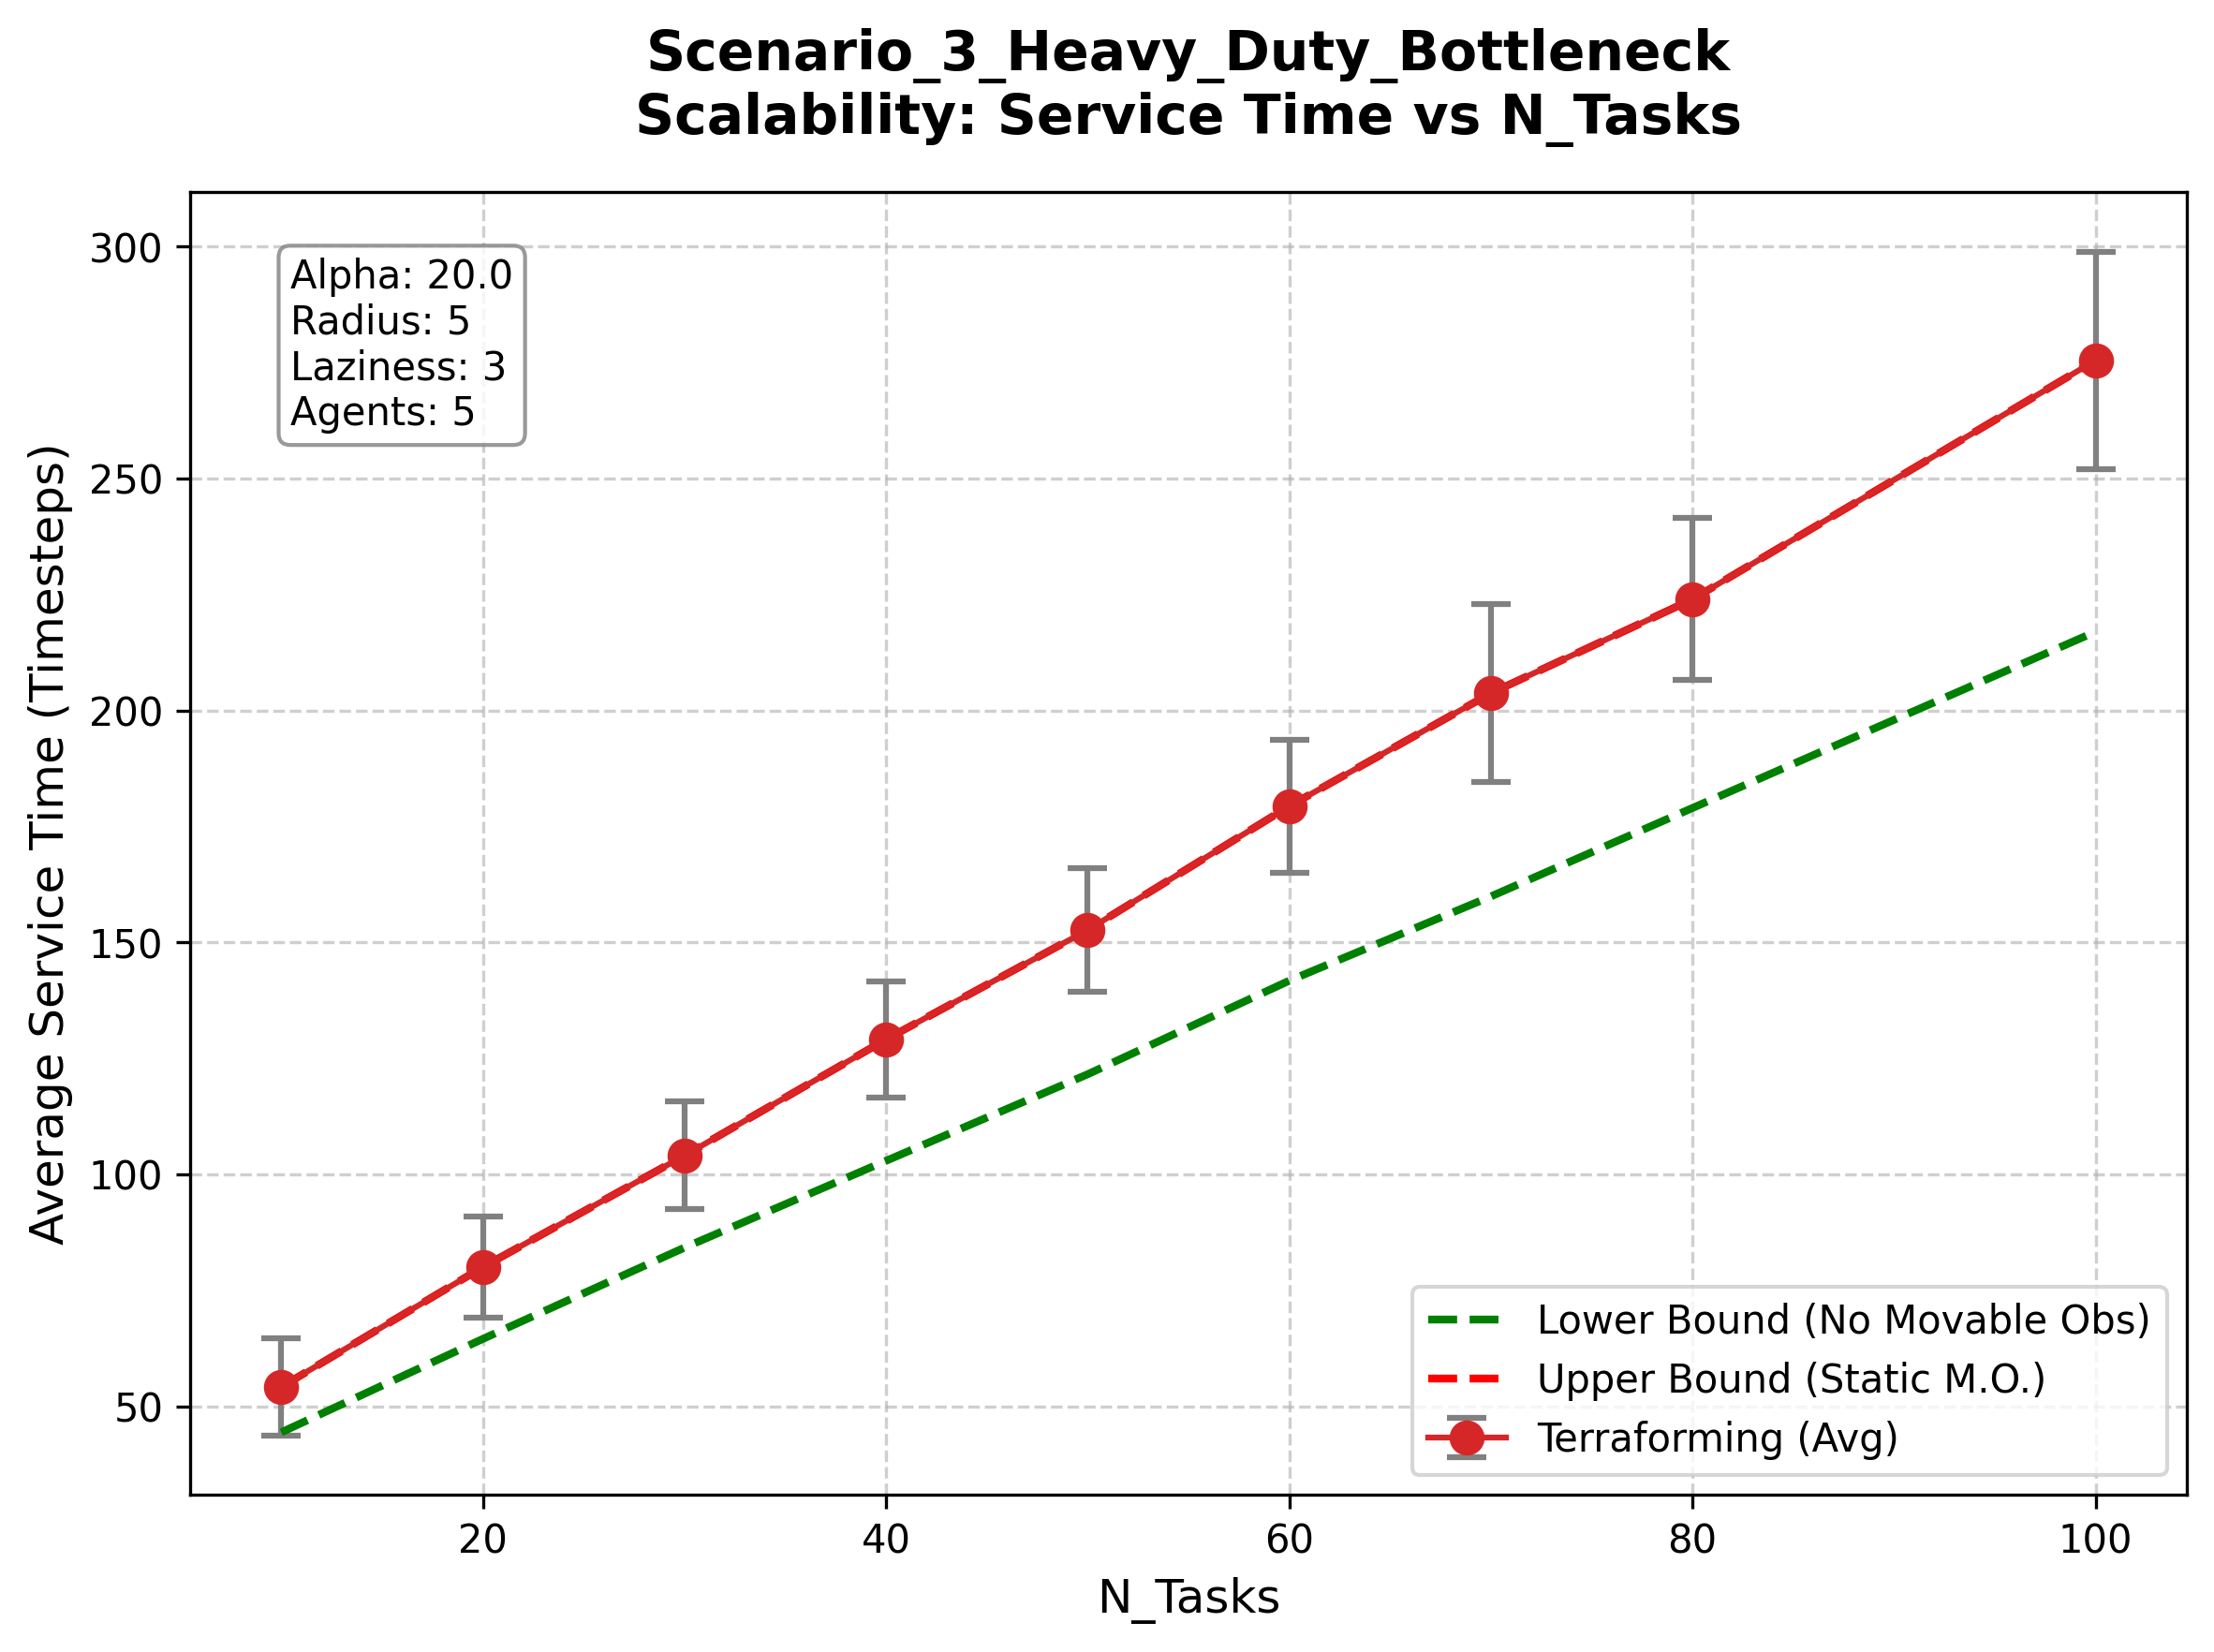 Scenario_3_Heavy_Duty_Bottleneck
Scalability: Service Time vs N_Tasks
Alpha: 20.0
Radius: 5
Laziness: 3
Agents: 5
Average Service Time (Timesteps)
300
250
200
150
100
50
Lower Bound (No Movable Obs)
Upper Bound (Static M.O.)
Terraforming (Avg)
20
40
60
80
100
N_Tasks